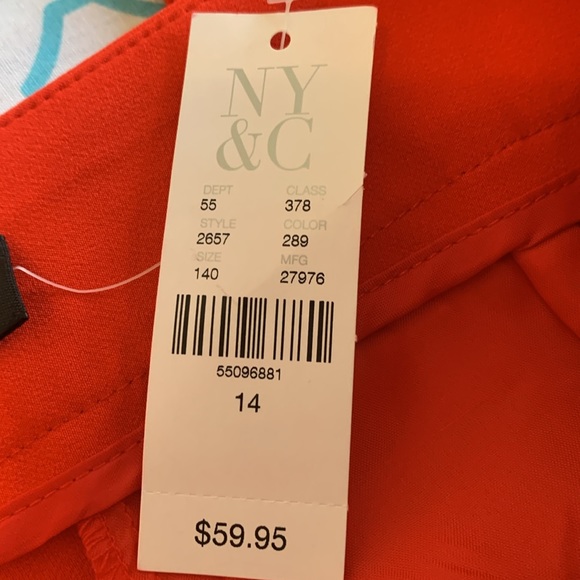 NY
&C
DEPT CLASS
55 378
STYLE COLOR
2657 289
SIZE MFG
140 27976
55096881
14
$59.95